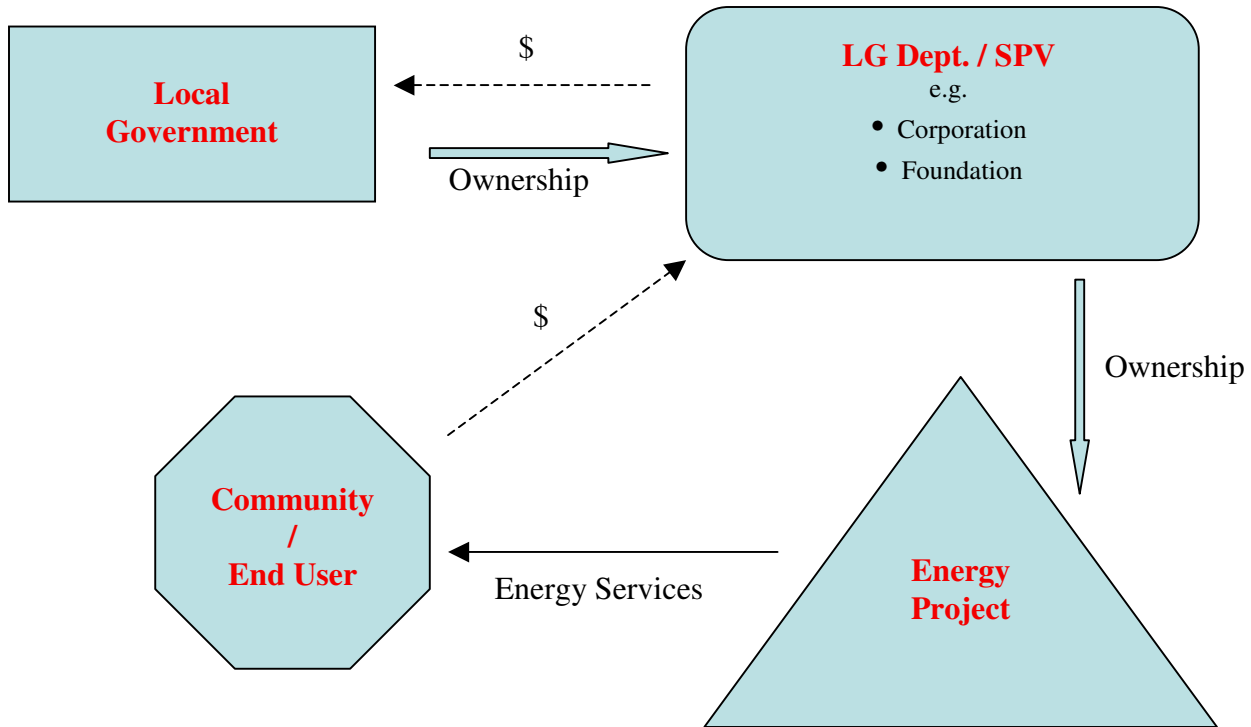 $
LG Dept. / SPV
e.g.
• Corporation
• Foundation
Local
Government
Ownership
$
Ownership
Community
/
End User
Energy Services
Energy
Project